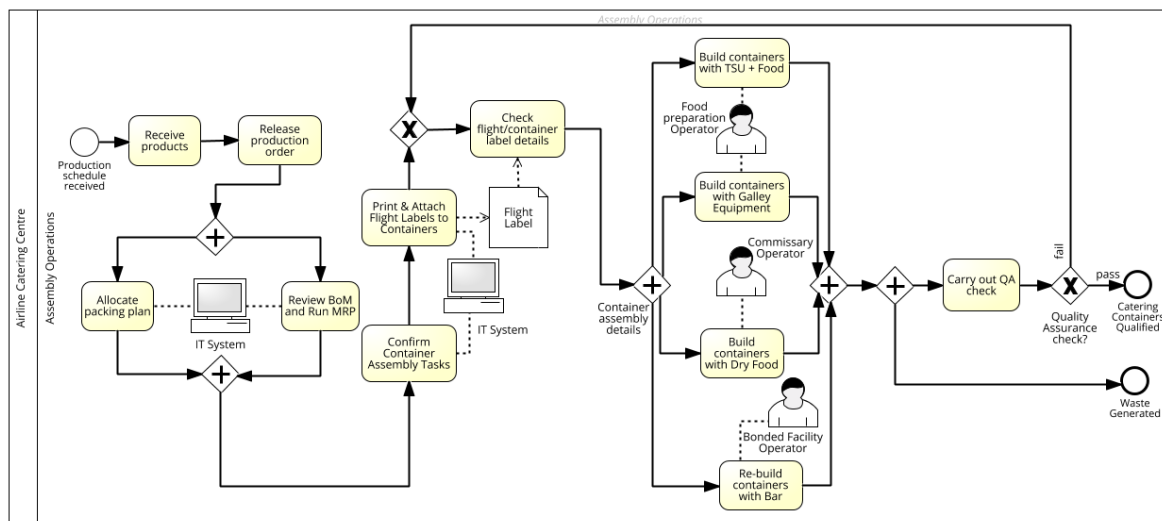 Assembly Operations
Airline Catering Centre
Assembly Operations
Production
schedule
received
Receive
products
Release
production
order
Allocate
packing plan
IT System
Review BoM
and Run MRP
Check
flight/container
label details
Print & Attach
Flight Labels to
Containers
Flight
Label
IT System
Confirm
Container
Assembly Tasks
Container
assembly
details
Build containers
with TSU + Food
Food
preparation
Operator
Build containers
with Galley
Equipment
Commissary
Operator
Build
containers
with Dry Food
Bonded Facility
Operator
Re-build
containers
with Bar
Carry out QA
check
fail
pass
Quality
Assurance
check?
Catering
Containers
Qualified
Waste
Generated